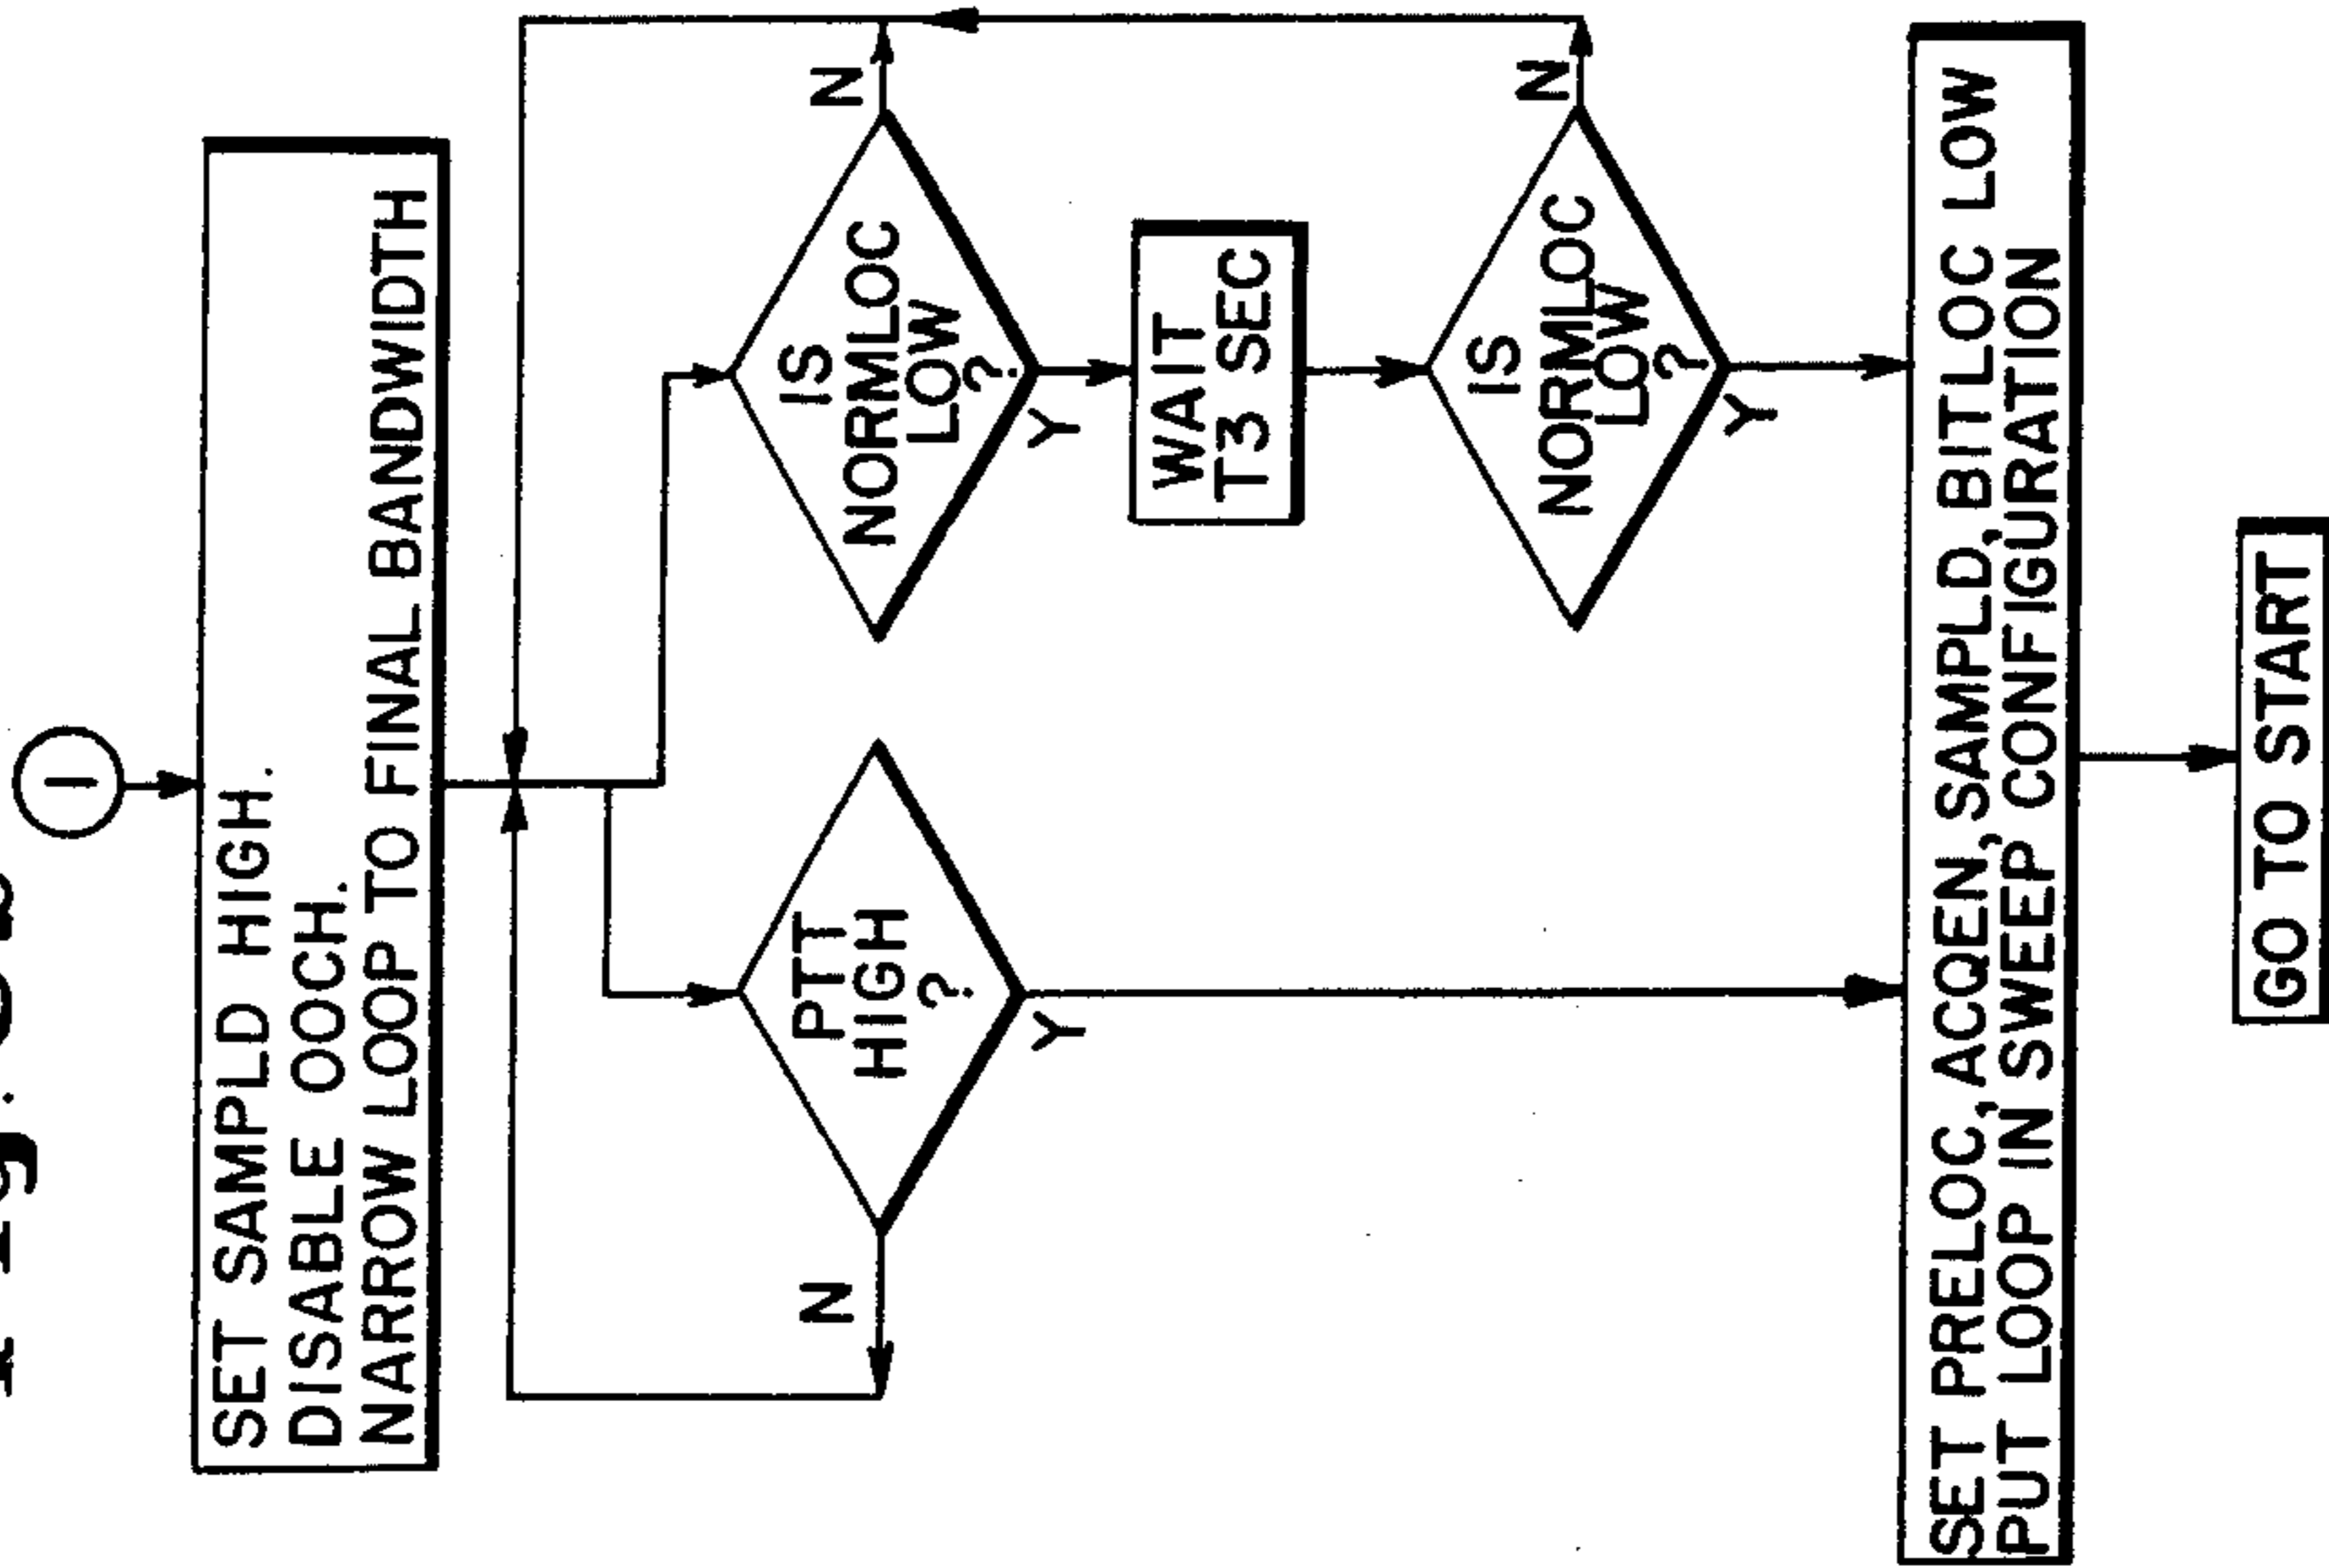 1
SET SAMPLD HIGH.
DISABLE OOCH.
NARROW LOOP TO FINAL BANDWIDTH
PTT
HIGH
?
N
Y
IS
NORMLOC
LOW
?
N
Y
WAIT
T3 SEC
IS
NORMLOC
LOW
?
N
Y
SET PRELOC, ACQEN, SAMPLD, BITLOC LOW
PUT LOOP IN SWEEP CONFIGURATION
GO TO START